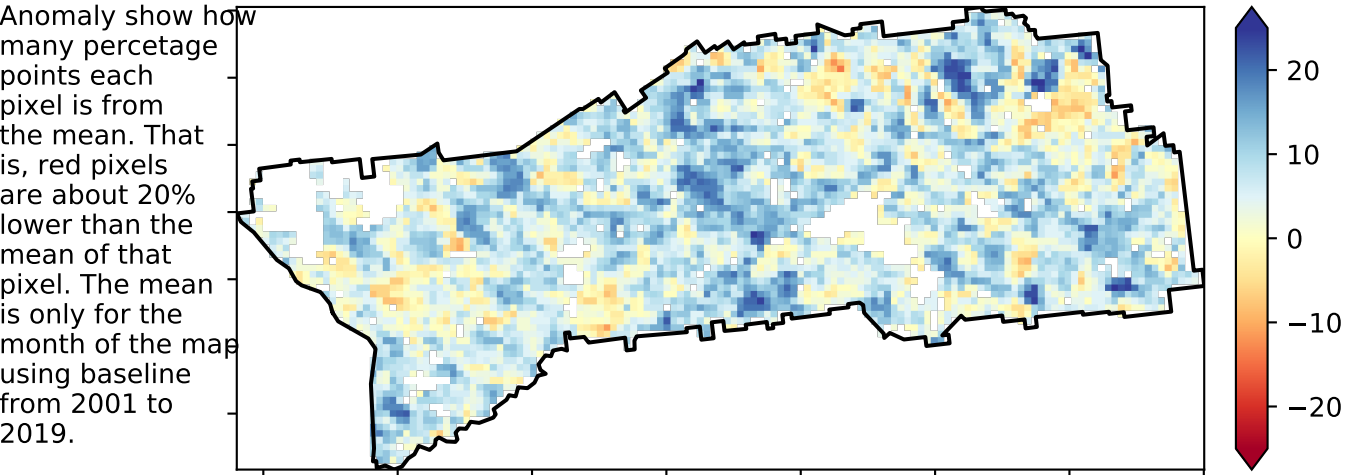 Anomaly show how
many percetage
points each
pixel is from
the mean. That
is, red pixels
are about 20%
lower than the
mean of that
pixel. The mean
is only for the
month of the map
using baseline
from 2001 to
2019.
20
10
0
−10
−20